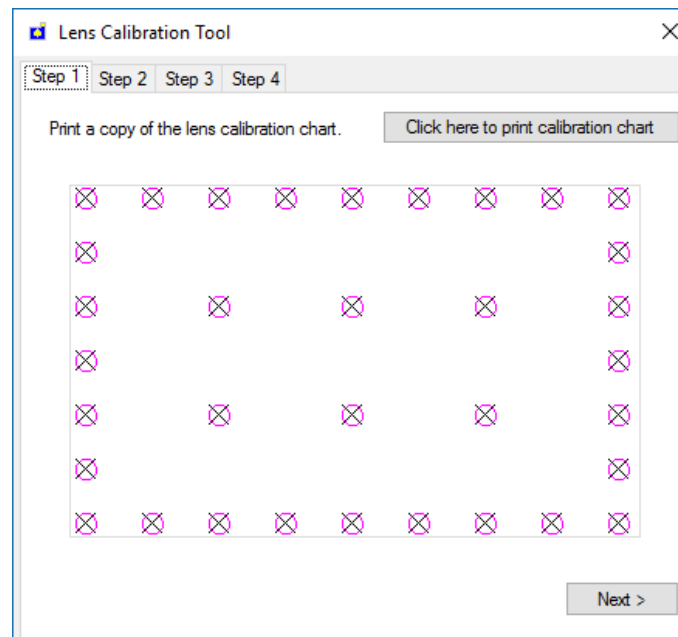 Lens Calibration Tool
Step 1 Step 2 Step 3 Step 4
Print a copy of the lens calibration chart. Click here to print calibration chart
Next >